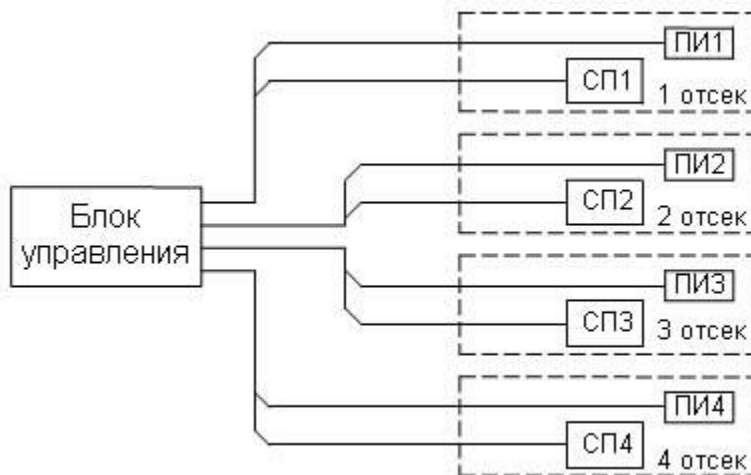 ПИ1
СП1
1 отсек
ПИ2
СП2
2 отсек
Блок
управления
ПИ3
СП3
3 отсек
ПИ4
СП4
4 отсек